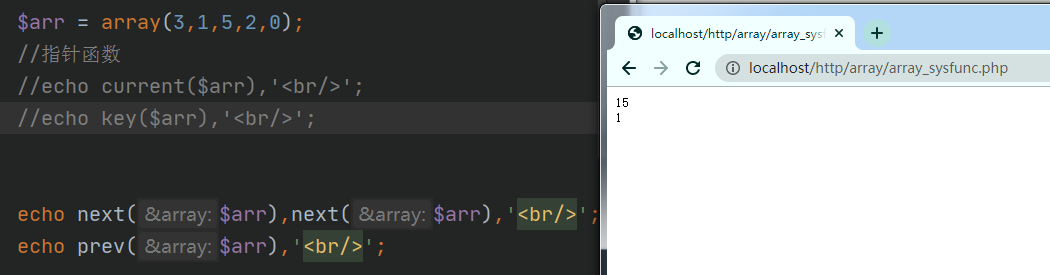 $arr = array(3,1,5,2,0);
//指针函数
//echo current($arr),'<br/>';
//echo key($arr),'<br/>';
echo next( &array: $arr),next( &array: $arr),'<br/>';
echo prev( &array: $arr),'<br/>';
localhost/http/array/array_sysf
localhost/http/array/array_sysfunc.php
15
1